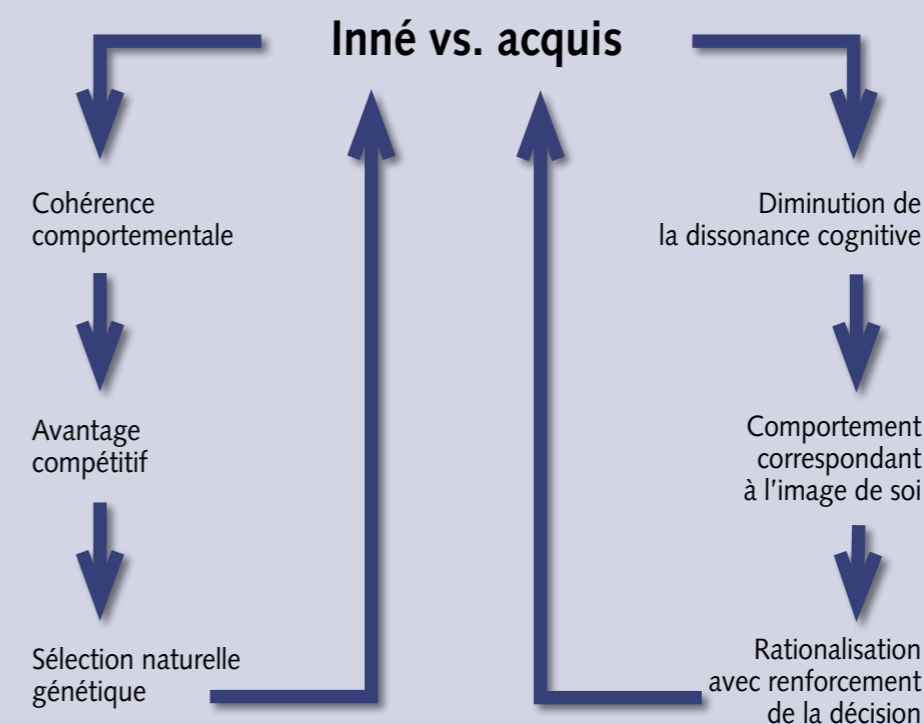 Inné vs. acquis
Cohérence
comportementale
Avantage
compétitif
Sélection naturelle
génétique
Diminution de
la dissonance cognitive
Comportement
correspondant
à l'image de soi
Rationalisation
avec renforcement
de la décision